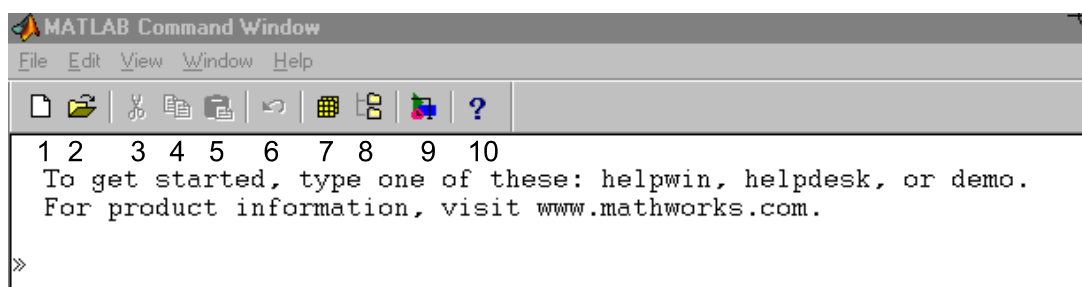 MATLAB Command Window
File Edit View Window Help
?
1 2 3 4 5 6 7 8 9 10
To get started, type one of these: helpwin, helpdesk, or demo.
For product information, visit www.mathworks.com.
»